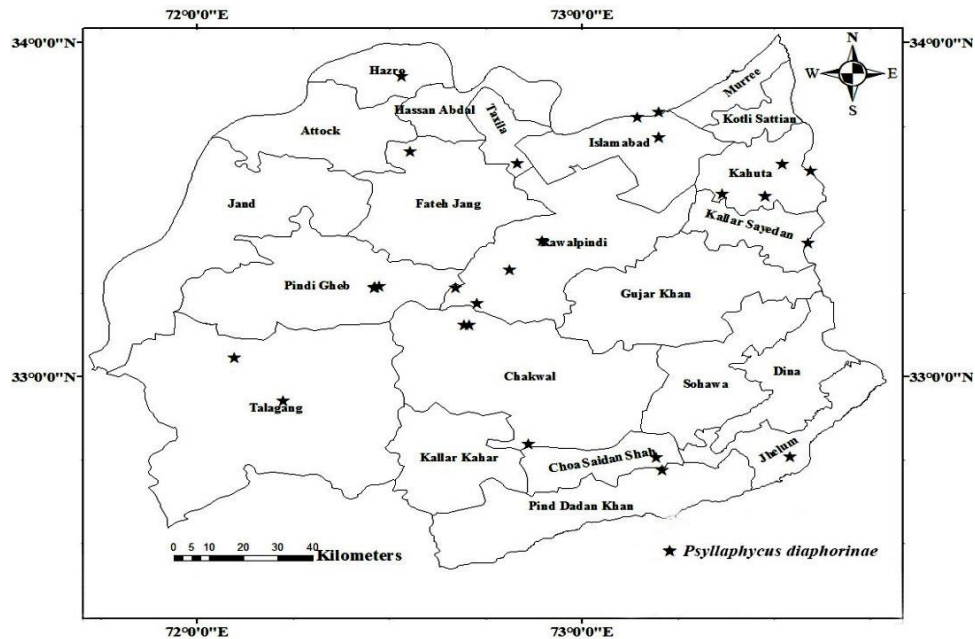 72°0'0"E 73°0'0"E
34°0'0"N 34°0'0"N
N
W E
S
Hazro
Murree
Hassan Abdal
Taxila
Kotli Sattian
Attock
Islamabad
Kahuta
Jand
Fateh Jang
Kallar Sayedan
Rawalpindi
Pindi Gheb
Gujar Khan
33°0'0"N 33°0'0"N
Chakwal
Sohawa
Dina
Talagang
Kallar Kahar
Choa Saidan Shah
Jhelum
Pind Dadan Khan
0 5 10 20 30 40
Kilometers
Psyllaphycus diaphorinae
72°0'0"E 73°0'0"E